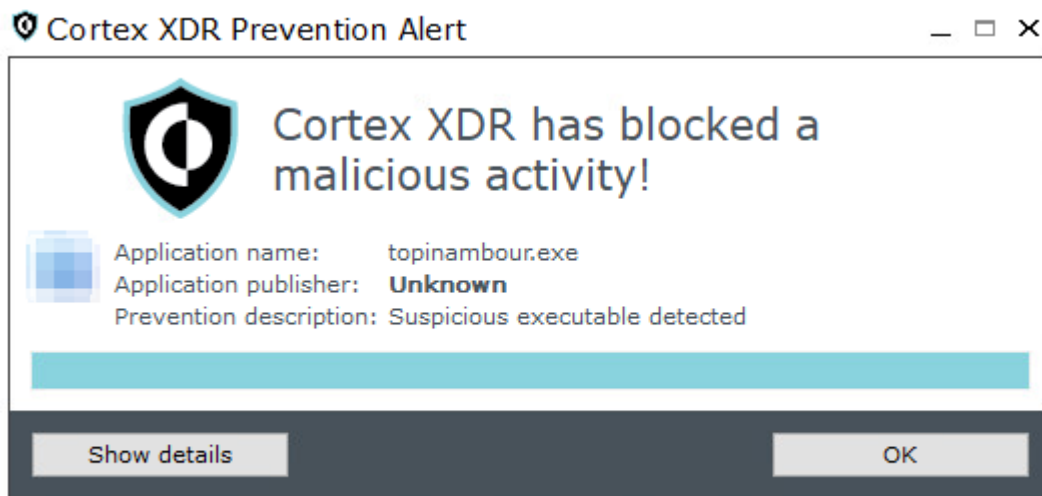 Cortex XDR Prevention Alert
Cortex XDR has blocked a
malicious activity!
Application name: topinambour.exe
Application publisher: Unknown
Prevention description: Suspicious executable detected
Show details
OK